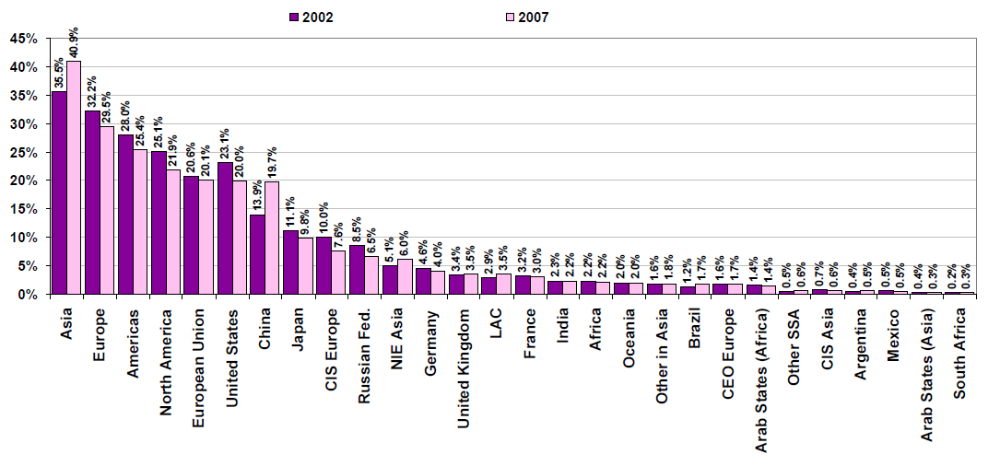 2002 2007
45%
40%
35%
30%
25%
20%
15%
10%
5%
0%
35.5% 40.9%
32.2% 29.5%
28.0% 25.4%
25.1% 21.9%
20.6% 20.1%
23.1% 20.0%
13.9% 19.7%
11.1% 9.8%
10.0% 7.6%
8.5% 6.5%
5.1% 6.0%
4.6% 4.0%
3.4% 3.5%
2.9% 3.5%
3.2% 3.0%
2.3% 2.2%
2.2% 2.2%
2.0% 2.0%
1.6% 1.8%
1.2% 1.7%
1.6% 1.7%
1.4% 1.4%
0.5% 0.6%
0.7% 0.6%
0.4% 0.5%
0.5% 0.5%
0.4% 0.3%
0.2% 0.3%
Asia
Europe
Americas
North America
European Union
United States
China
Japan
CIS Europe
Russian Fed.
NIE Asia
Germany
United Kingdom
LAC
France
India
Africa
Oceania
Other in Asia
Brazil
CEO Europe
Arab States (Africa)
Other SSA
CIS Asia
Argentina
Mexico
Arab States (Asia)
South Africa